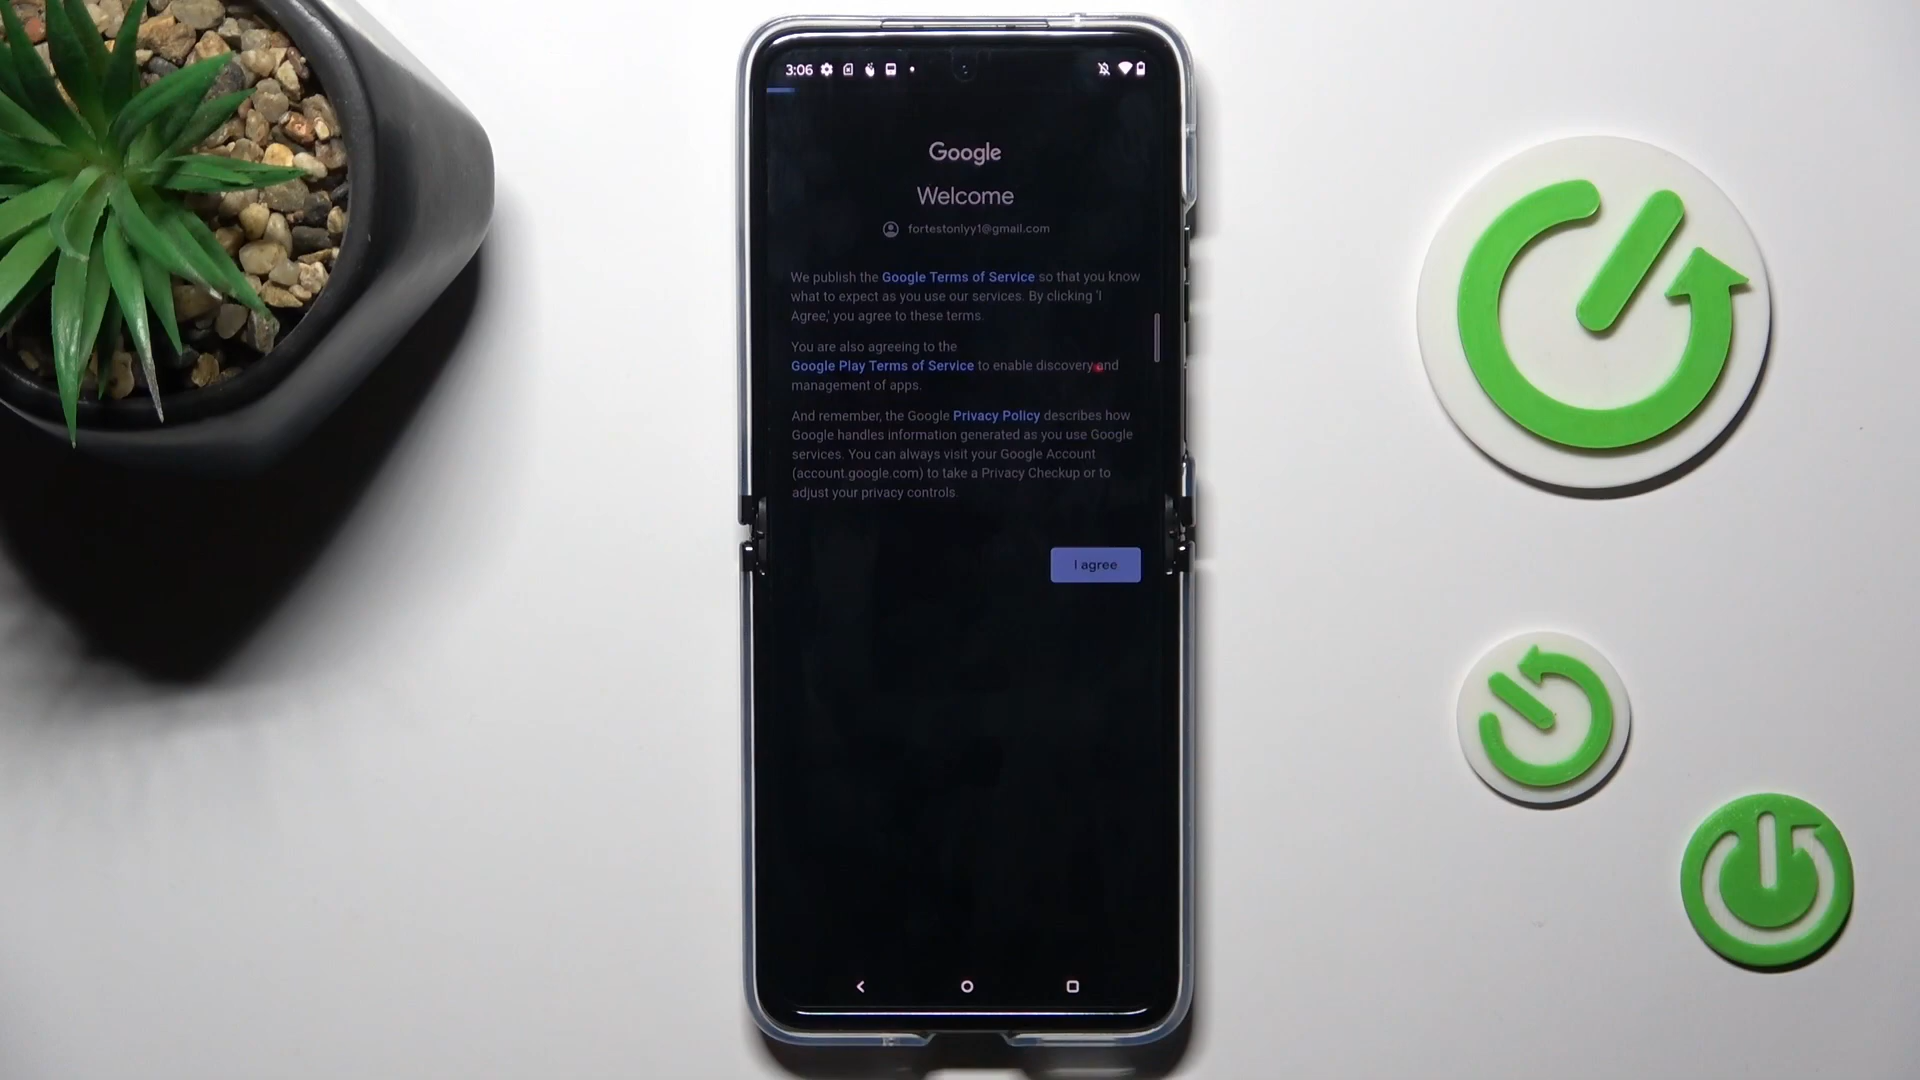 3:06
Google
Welcome
fortestonlyy1@gmail.com
We publish the Google Terms of Service so that you know
what to expect as you use our services. By clicking 'I
Agree,' you agree to these terms.
You are also agreeing to the
Google Play Terms of Service to enable discovery and
management of apps.
And remember, the Google Privacy Policy describes how
Google handles information generated as you use Google
services. You can always visit your Google Account
(account.google.com) to take a Privacy Checkup or to
adjust your privacy controls.
I agree